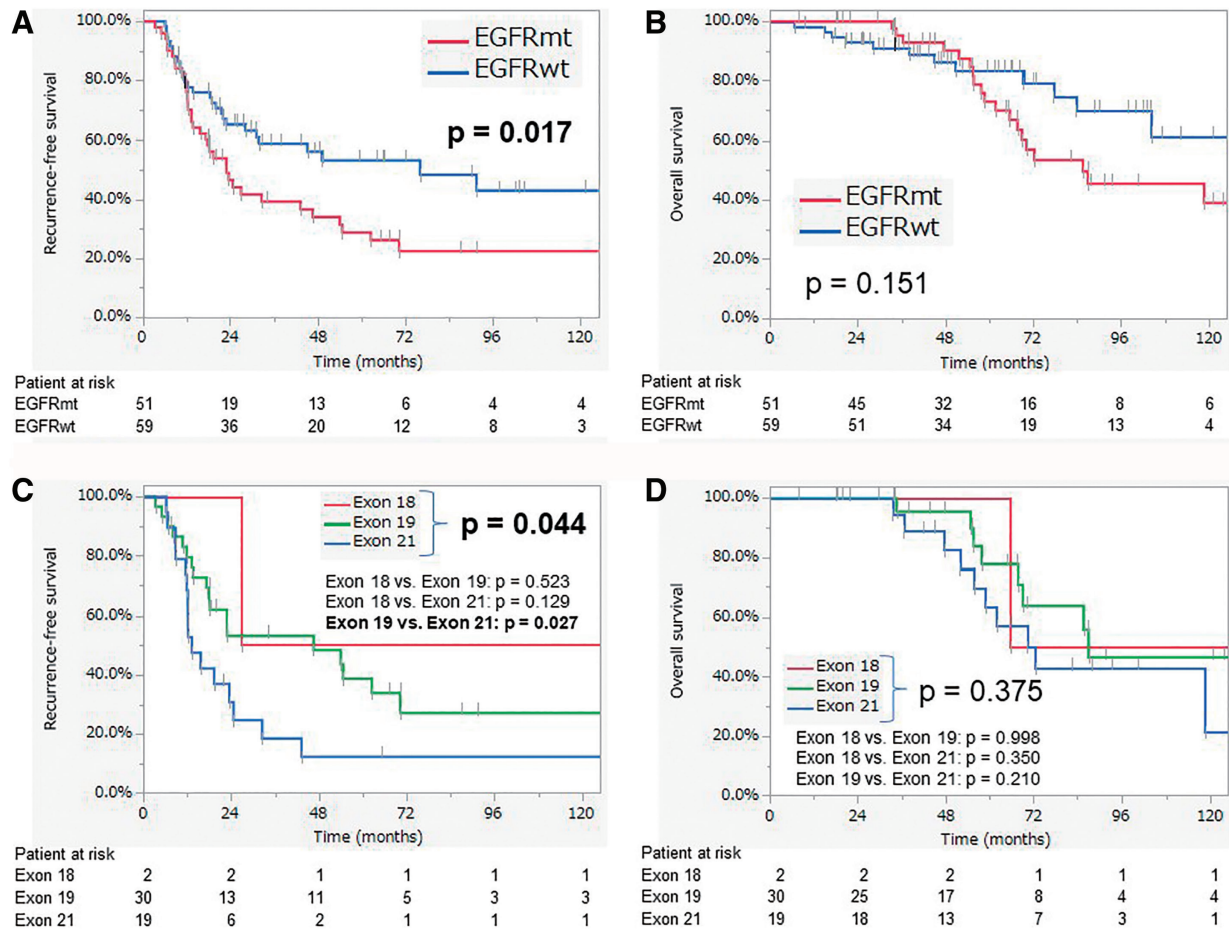 A
Recurrence-free survival
100.0%
80.0%
60.0%
40.0%
20.0%
0.0%
EGFRmt
EGFRwt
p = 0.017
0 24 48 72 96 120
Time (months)
Patient at risk
EGFRmt 51 19 13 6 4 4
EGFRwt 59 36 20 12 8 3
B
Overall survival
100.0%
80.0%
60.0%
40.0%
20.0%
0.0%
EGFRmt
EGFRwt
p = 0.151
0 24 48 72 96 120
Time (months)
Patient at risk
EGFRmt 51 45 32 16 8 6
EGFRwt 59 51 34 19 13 4
C
Recurrence-free survival
100.0%
80.0%
60.0%
40.0%
20.0%
0.0%
Exon 18
Exon 19
Exon 21
p = 0.044
Exon 18 vs. Exon 19: p = 0.523
Exon 18 vs. Exon 21: p = 0.129
Exon 19 vs. Exon 21: p = 0.027
0 24 48 72 96 120
Time (months)
Patient at risk
Exon 18 2 2 1 1 1 1
Exon 19 30 13 11 5 3 3
Exon 21 19 6 2 1 1 1
D
Overall survival
100.0%
80.0%
60.0%
40.0%
20.0%
0.0%
Exon 18
Exon 19
Exon 21
p = 0.375
Exon 18 vs. Exon 19: p = 0.998
Exon 18 vs. Exon 21: p = 0.350
Exon 19 vs. Exon 21: p = 0.210
0 24 48 72 96 120
Time (months)
Patient at risk
Exon 18 2 2 2 1 1 1
Exon 19 30 25 17 8 4 4
Exon 21 19 18 13 7 3 1